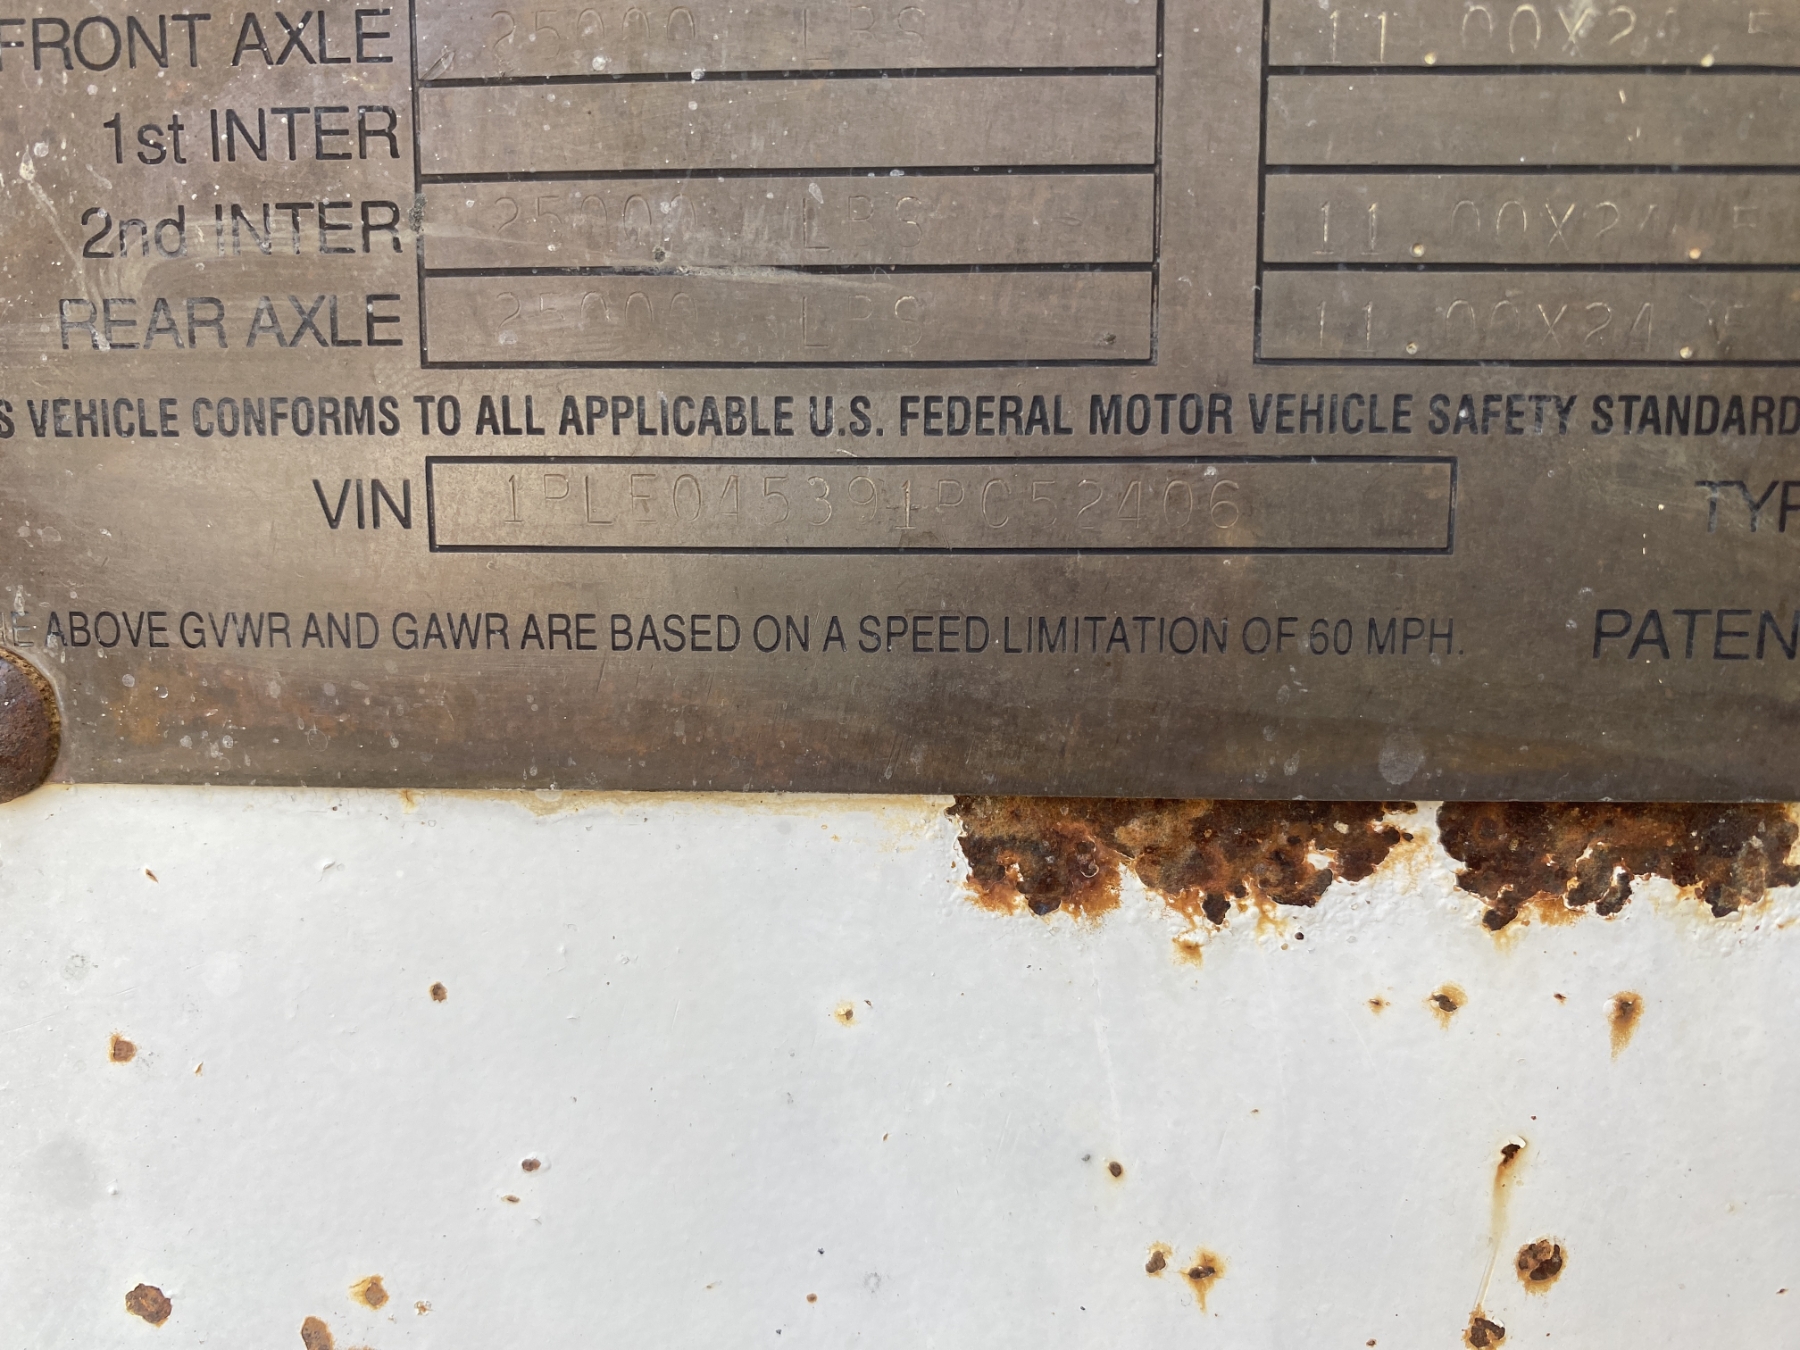 FRONT AXLE 25000 LBS 11.00X24.5
1st INTER
2nd INTER 25000 LBS 11.00X24.5
REAR AXLE 25000 LBS 11.00X24.5
S VEHICLE CONFORMS TO ALL APPLICABLE U.S. FEDERAL MOTOR VEHICLE SAFETY STANDARD
VIN 1PLE045391PC52406 TYP
E ABOVE GVWR AND GAWR ARE BASED ON A SPEED LIMITATION OF 60 MPH. PATEN